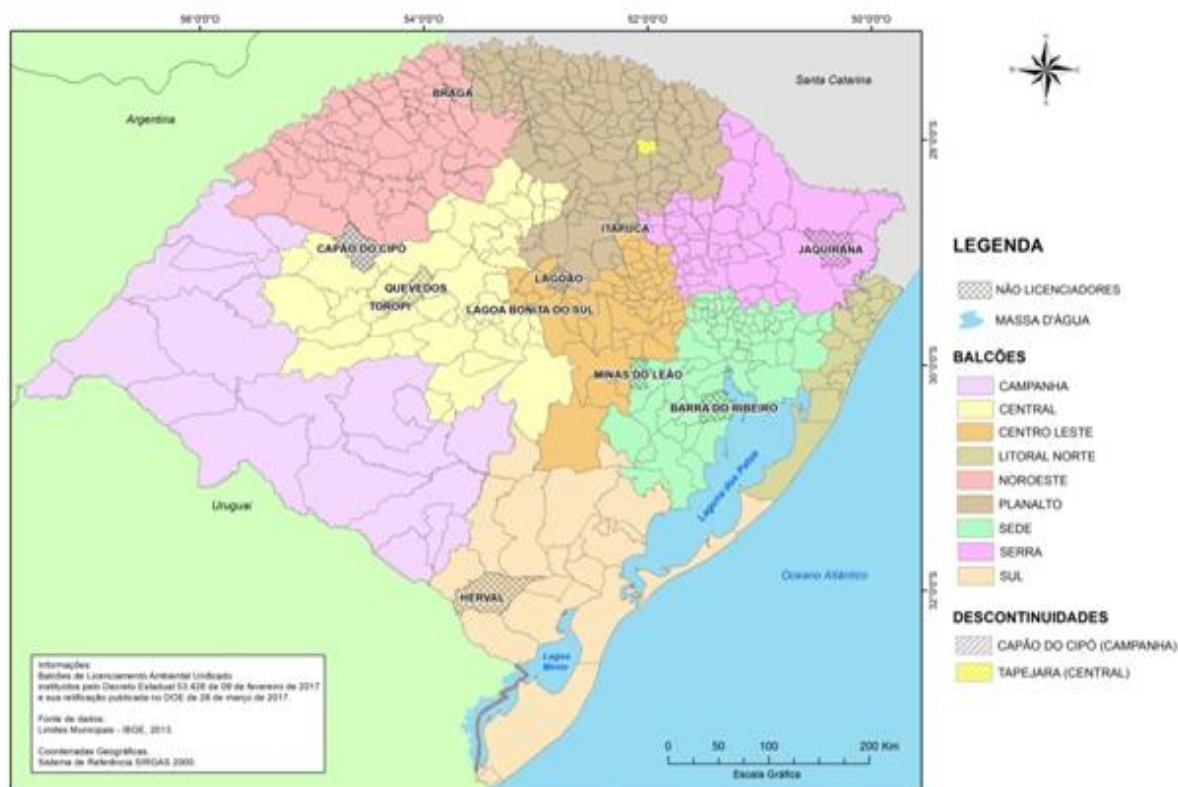 56°0'0"O 54°0'0"O 52°0'0"O 50°0'0"O
Santa Catarina
Argentina
BRAGA
28°0'0"S
ITAPUCA
CAPÃO DO CIPÓ
JAQUIRANA
LAGOÃO
QUEVEDOS
TOROPI
LAGOA BONITA DO SUL
30°0'0"S
MINAS DO LEÃO
BARRA DO RIBEIRO
Laguna dos Patos
Uruguai
Oceano Atlântico
32°0'0"S
HERVAL
Lagoa
Mirim
LEGENDA
NÃO LICENCIADORES
MASSA D'ÁGUA
BALCÕES
CAMPANHA
CENTRAL
CENTRO LESTE
LITORAL NORTE
NOROESTE
PLANALTO
SEDE
SERRA
SUL
DESCONTINUIDADES
CAPÃO DO CIPÓ (CAMPANHA)
TAPEJARA (CENTRAL)
Informações:
Balcões de Licenciamento Ambiental Unificado
instituídos pelo Decreto Estadual 53.426 de 09 de fevereiro de 2017
e sua retificação publicada no DOE de 28 de março de 2017.
Fonte de dados:
Limites Municipais - IBGE, 2013.
Coordenadas Geográficas.
Sistema de Referência SIRGAS 2000.
0 50 100 200 Km
Escala Gráfica